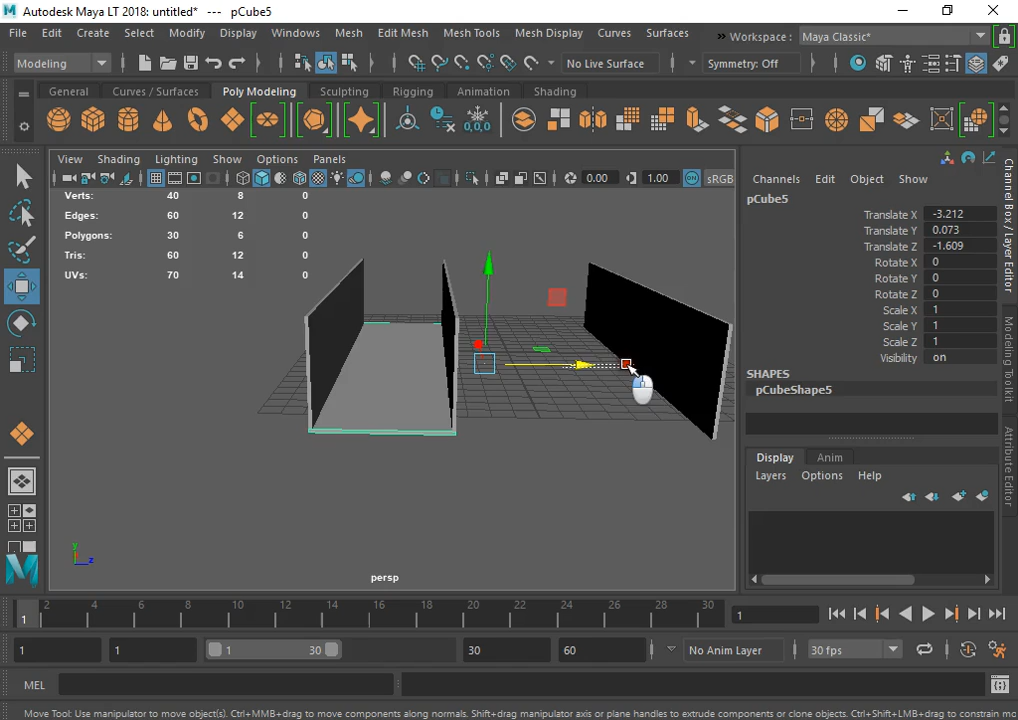 Autodesk Maya LT 2018: untitled* --- pCube5
File Edit Create Select Modify Display Windows Mesh Edit Mesh Mesh Tools Mesh Display Curves Surfaces » Workspace : Maya Classic*
Modeling No Live Surface Symmetry: Off
General Curves / Surfaces Poly Modeling Sculpting Rigging Animation Shading
0,0,0
View Shading Lighting Show Options Panels
0.00 1.00 ON sRGB
Verts: 40 8 0
Edges: 60 12 0
Polygons: 30 6 0
Tris: 60 12 0
UVs: 70 14 0
y
z
persp
Channels Edit Object Show
pCube5
Translate X -3.212
Translate Y 0.073
Translate Z -1.609
Rotate X 0
Rotate Y 0
Rotate Z 0
Scale X 1
Scale Y 1
Scale Z 1
Visibility on
SHAPES
pCubeShape5
Display Anim
Layers Options Help
Channel Box / Layer Editor
Modeling Toolkit
Attribute Editor
2 4 6 8 10 12 14 16 18 20 22 24 26 28 30
1 1
1 1 1 30 30 60 No Anim Layer 30 fps
MEL
Move Tool: Use manipulator to move object(s). Ctrl+MMB+drag to move components along normals. Shift+drag manipulator axis or plane handles to extrude components or clone objects. Ctrl+Shift+LMB+drag to constrain mo